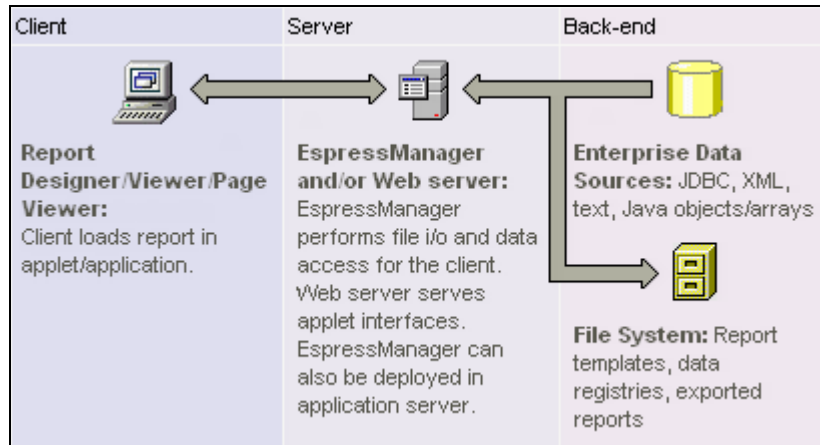 Client
Server
Back-end
Report
Designer/Viewer/Page
Viewer:
Client loads report in
applet/application.
EspressManager
and/or Web server:
EspressManager
performs file i/o and data
access for the client.
Web server serves
applet interfaces.
EspressManager can
also be deployed in
application server.
Enterprise Data
Sources: JDBC, XML,
text, Java objects/arrays
File System: Report
templates, data
registries, exported
reports